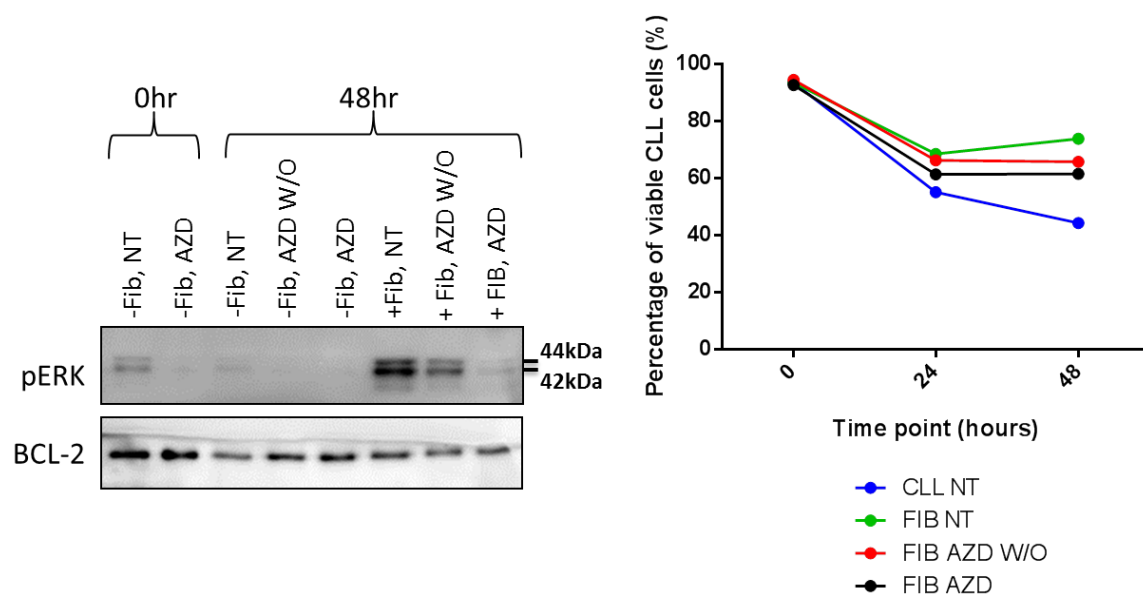 0hr
48hr
-Fib, NT
-Fib, AZD
-Fib, NT
-Fib, AZD W/O
-Fib, AZD
+Fib, NT
+ Fib, AZD W/O
+ FIB, AZD
pERK
44kDa
42kDa
BCL-2
Percentage of viable CLL cells (%)
100
80
60
40
20
0
0
24
48
Time point (hours)
CLL NT
FIB NT
FIB AZD W/O
FIB AZD